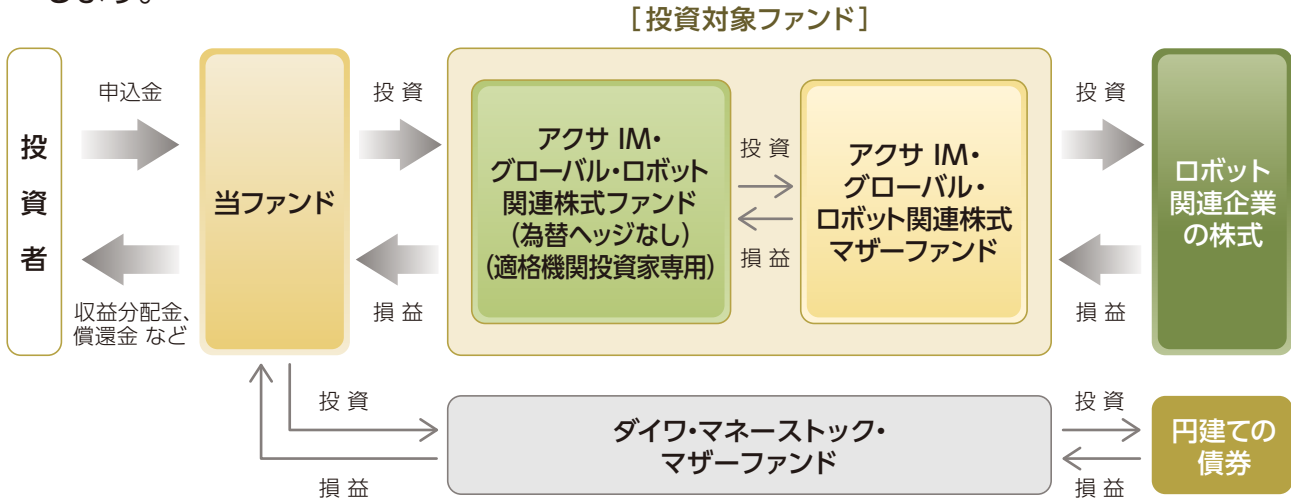 します。
[投資対象ファンド]
投資者
申込金
収益分配金、
償還金 など
当ファンド
投 資
損 益
アクサ IM・
グローバル・ロボット
関連株式ファンド
(為替ヘッジなし)
(適格機関投資家専用)
投 資
損 益
アクサ IM・
グローバル・
ロボット関連株式
マザーファンド
投 資
損 益
ロボット
関連企業
の株式
投 資
損 益
ダイワ・マネーストック・
マザーファンド
投 資
損 益
円建ての
債券